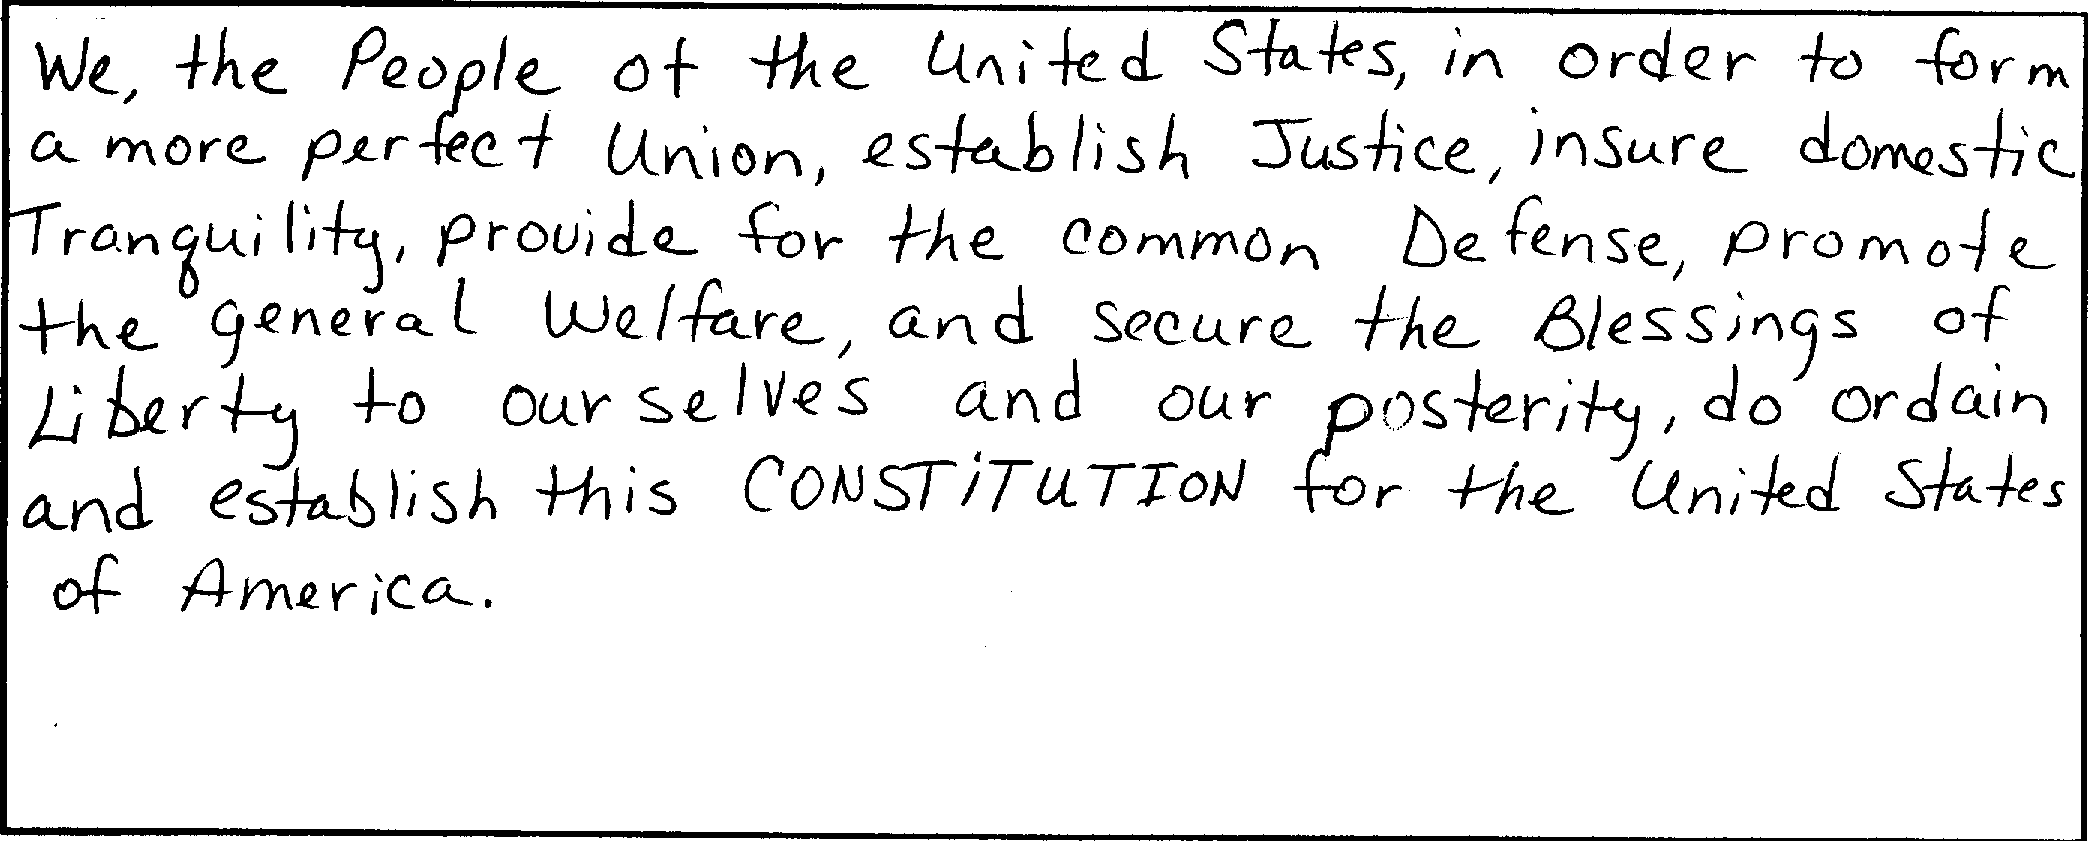 We, the People of the United States, in order to form
a more perfect Union, establish Justice, insure domestic
Tranquility, provide for the common Defense, promote
the general Welfare, and secure the Blessings of
Liberty to ourselves and our posterity, do ordain
and establish this CONSTiTUTION for the United States
of America.